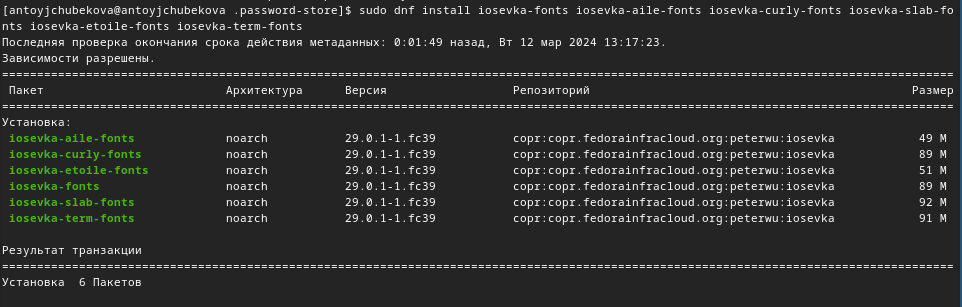 [antoyjchubekova@antoyjchubekova .password-store]$ sudo dnf install iosevka-fonts iosevka-aile-fonts iosevka-curly-fonts iosevka-slab-fo
nts iosevka-etoile-fonts iosevka-term-fonts
Последняя проверка окончания срока действия метаданных: 0:01:49 назад, Вт 12 мар 2024 13:17:23.
Зависимости разрешены.
================================================================================
Пакет Архитектура Версия Репозиторий Размер
================================================================================
Установка:
iosevka-aile-fonts noarch 29.0.1-1.fc39 copr:copr.fedorainfracloud.org:peterwu:iosevka 49 M
iosevka-curly-fonts noarch 29.0.1-1.fc39 copr:copr.fedorainfracloud.org:peterwu:iosevka 89 M
iosevka-etoile-fonts noarch 29.0.1-1.fc39 copr:copr.fedorainfracloud.org:peterwu:iosevka 51 M
iosevka-fonts noarch 29.0.1-1.fc39 copr:copr.fedorainfracloud.org:peterwu:iosevka 89 M
iosevka-slab-fonts noarch 29.0.1-1.fc39 copr:copr.fedorainfracloud.org:peterwu:iosevka 92 M
iosevka-term-fonts noarch 29.0.1-1.fc39 copr:copr.fedorainfracloud.org:peterwu:iosevka 91 M
Результат транзакции
================================================================================
Установка 6 Пакетов